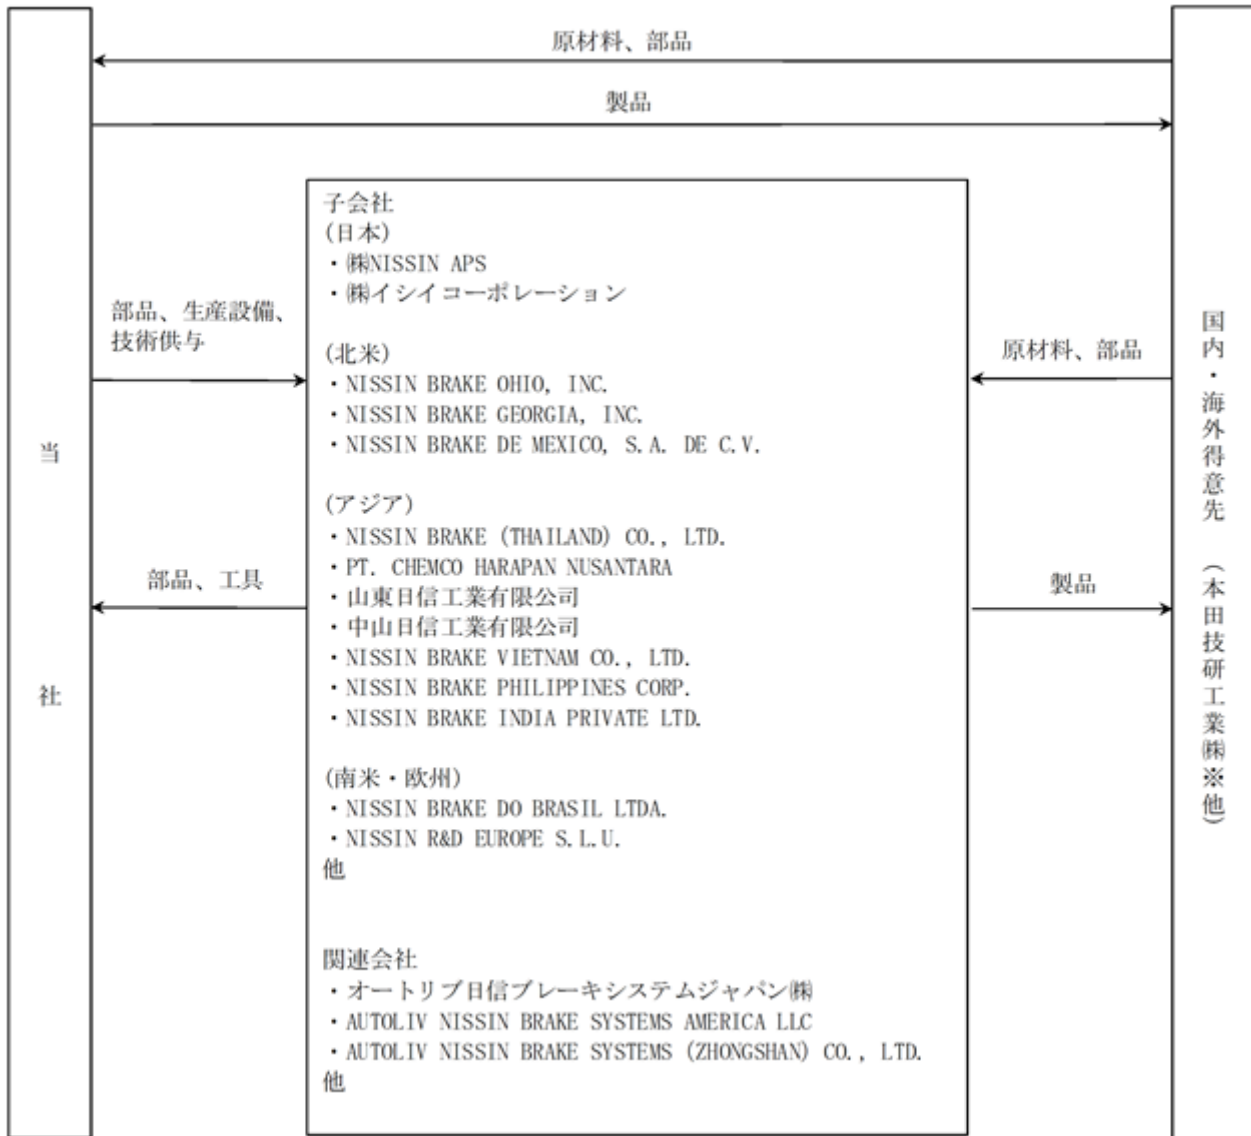 原材料、部品
製品
当社
部品、生産設備、
技術供与
部品、工具
子会社
(日本)
・㈱NISSIN APS
・㈱イシイコーポレーション
(北米)
・NISSIN BRAKE OHIO, INC.
・NISSIN BRAKE GEORGIA, INC.
・NISSIN BRAKE DE MEXICO, S.A. DE C.V.
(アジア)
・NISSIN BRAKE (THAILAND) CO., LTD.
・PT. CHEMCO HARAPAN NUSANTARA
・山東日信工業有限公司
・中山日信工業有限公司
・NISSIN BRAKE VIETNAM CO., LTD.
・NISSIN BRAKE PHILIPPINES CORP.
・NISSIN BRAKE INDIA PRIVATE LTD.
(南米・欧州)
・NISSIN BRAKE DO BRASIL LTDA.
・NISSIN R&D EUROPE S.L.U.
他
関連会社
・オートリブ日信ブレーキシステムジャパン㈱
・AUTOLIV NISSIN BRAKE SYSTEMS AMERICA LLC
・AUTOLIV NISSIN BRAKE SYSTEMS (ZHONGSHAN) CO., LTD.
他
原材料、部品
製品
国内・海外得意先 (本田技研工業㈱※他)